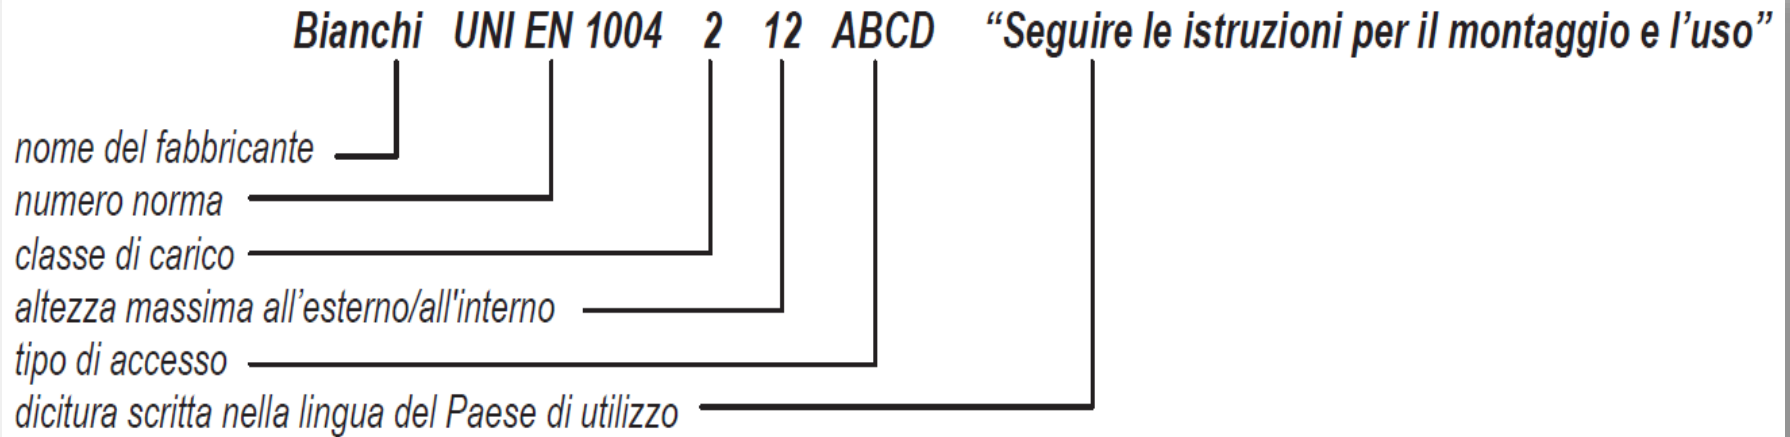 Bianchi UNI EN 1004 2 12 ABCD “Seguire le istruzioni per il montaggio e l’uso”
nome del fabbricante
numero norma
classe di carico
altezza massima all’esterno/all'interno
tipo di accesso
dicitura scritta nella lingua del Paese di utilizzo